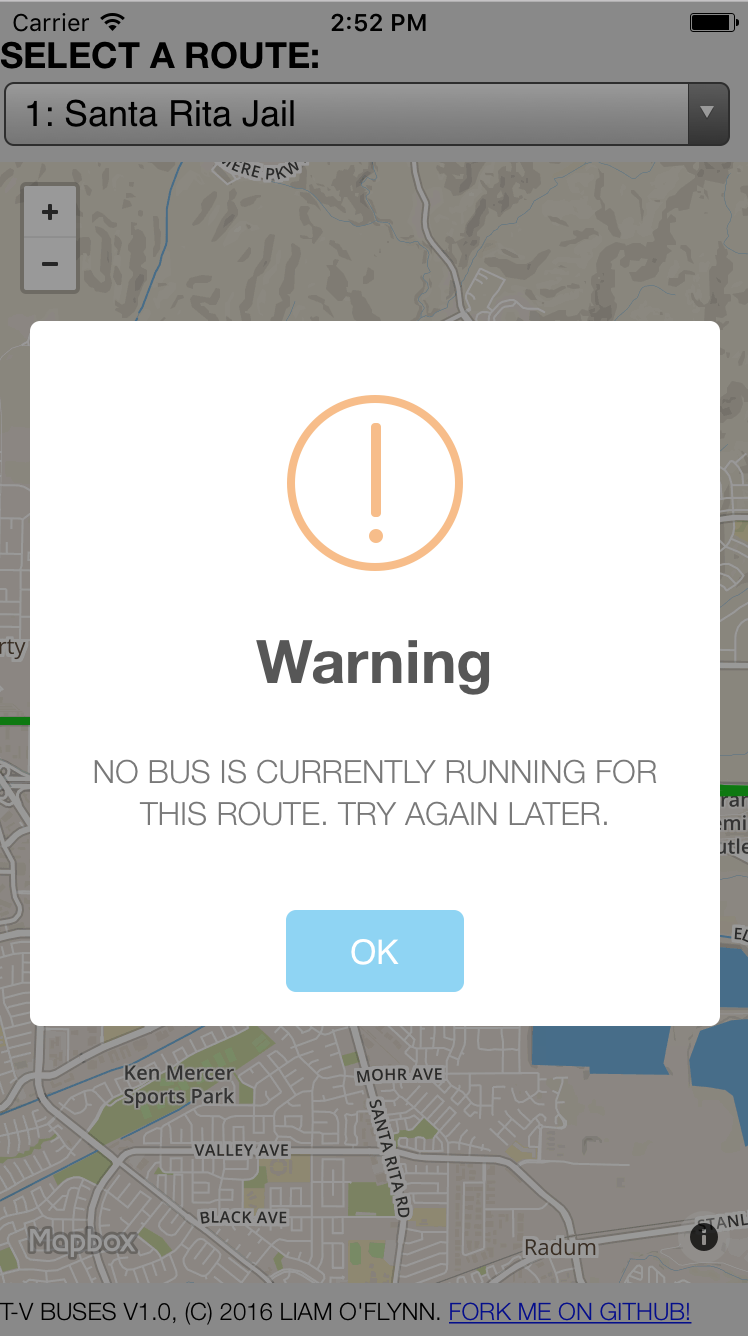 Carrier 2:52 PM
SELECT A ROUTE:
1: Santa Rita Jail
+
−
Warning
NO BUS IS CURRENTLY RUNNING FOR
THIS ROUTE. TRY AGAIN LATER.
OK
Ken Mercer
Sports Park
MOHR AVE
SANTA RITA RD
VALLEY AVE
BLACK AVE
Mapbox
Radum
T-V BUSES V1.0, (C) 2016 LIAM O'FLYNN. FORK ME ON GITHUB!